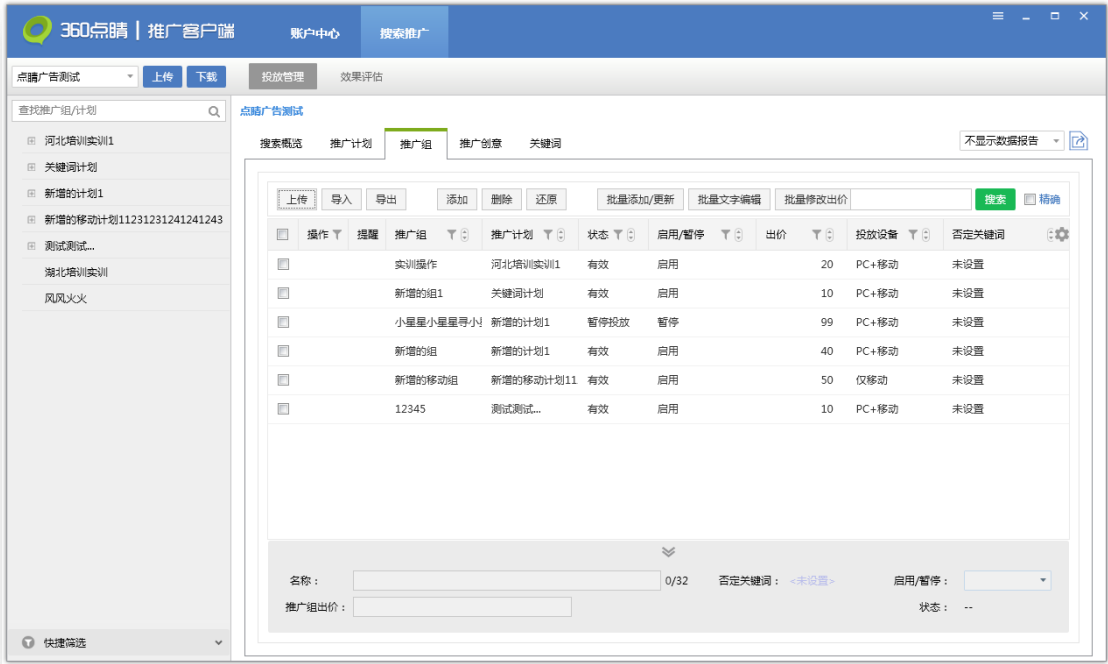 360点睛 | 推广客户端 账户中心 搜索推广
点睛广告测试 上传 下载 投放管理 效果评估
查找推广组/计划
河北培训实训1
关键词计划
新增的计划1
新增的移动计划11231231241241243
测试测试...
湖北培训实训
风风火火
快捷筛选
点睛广告测试
搜索概览 推广计划 推广组 推广创意 关键词 不显示数据报告
上传 导入 导出 添加 删除 还原 批量添加/更新 批量文字编辑 批量修改出价 搜索 精确
操作 提醒 推广组 推广计划 状态 启用/暂停 出价 投放设备 否定关键词
实训操作 河北培训实训1 有效 启用 20 PC+移动 未设置
新增的组1 关键词计划 有效 启用 10 PC+移动 未设置
小星星小星星寻小 新增的计划1 暂停投放 暂停 99 PC+移动 未设置
新增的组 新增的计划1 有效 启用 40 PC+移动 未设置
新增的移动组 新增的移动计划11 有效 启用 50 仅移动 未设置
12345 测试测试... 有效 启用 10 PC+移动 未设置
名称： 0/32 否定关键词： <未设置> 启用/暂停：
推广组出价： 状态： --